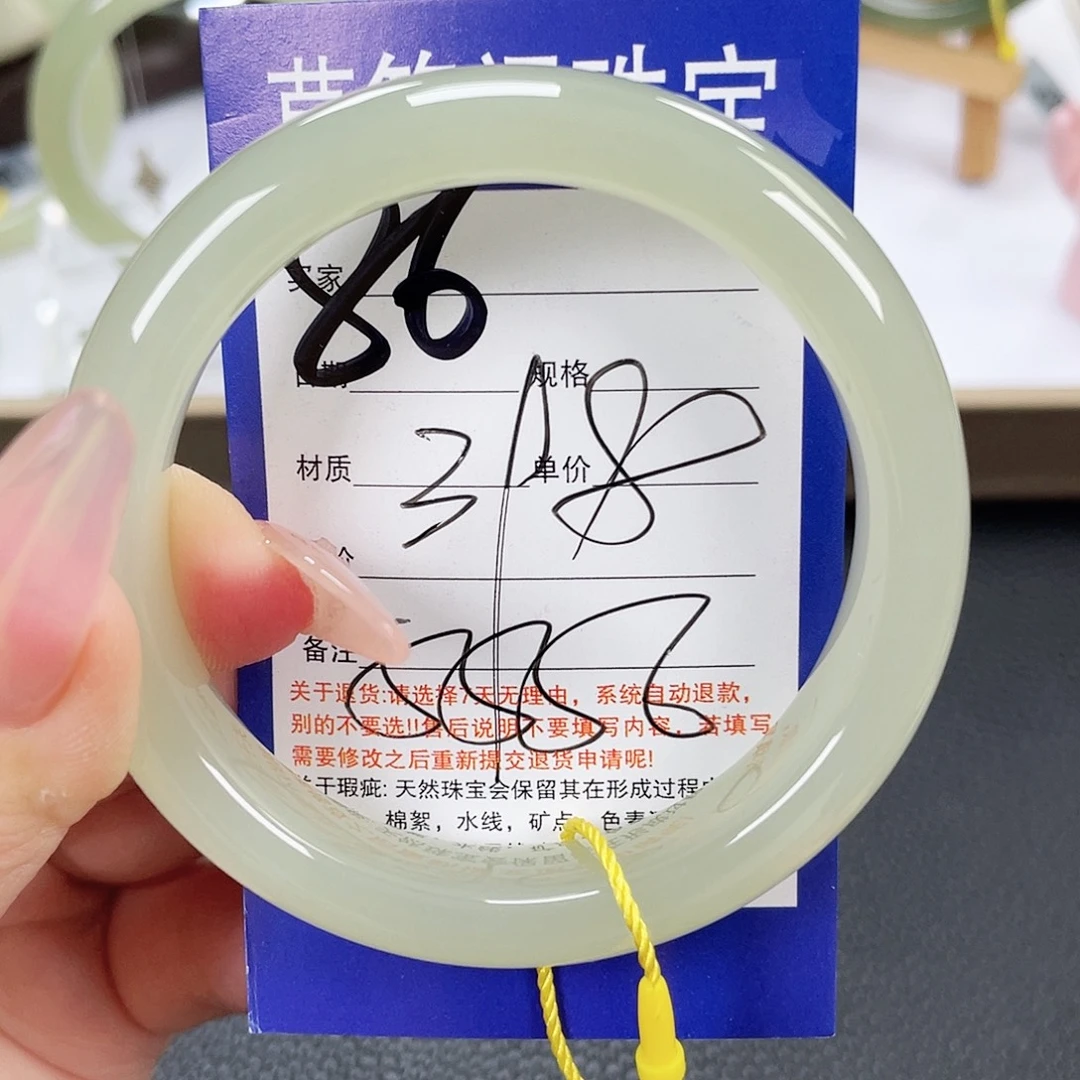 珠宝
86
买家
日期 规格
材质 单价
318
备注
关于退货:请选择7天无理由，系统自动退款，
别的不要选!!售后说明不要填写内容，若填写
需要修改之后重新提交退货申请呢!
关于瑕疵: 天然珠宝会保留其在形成过程中
棉絮，水线，矿点，色素